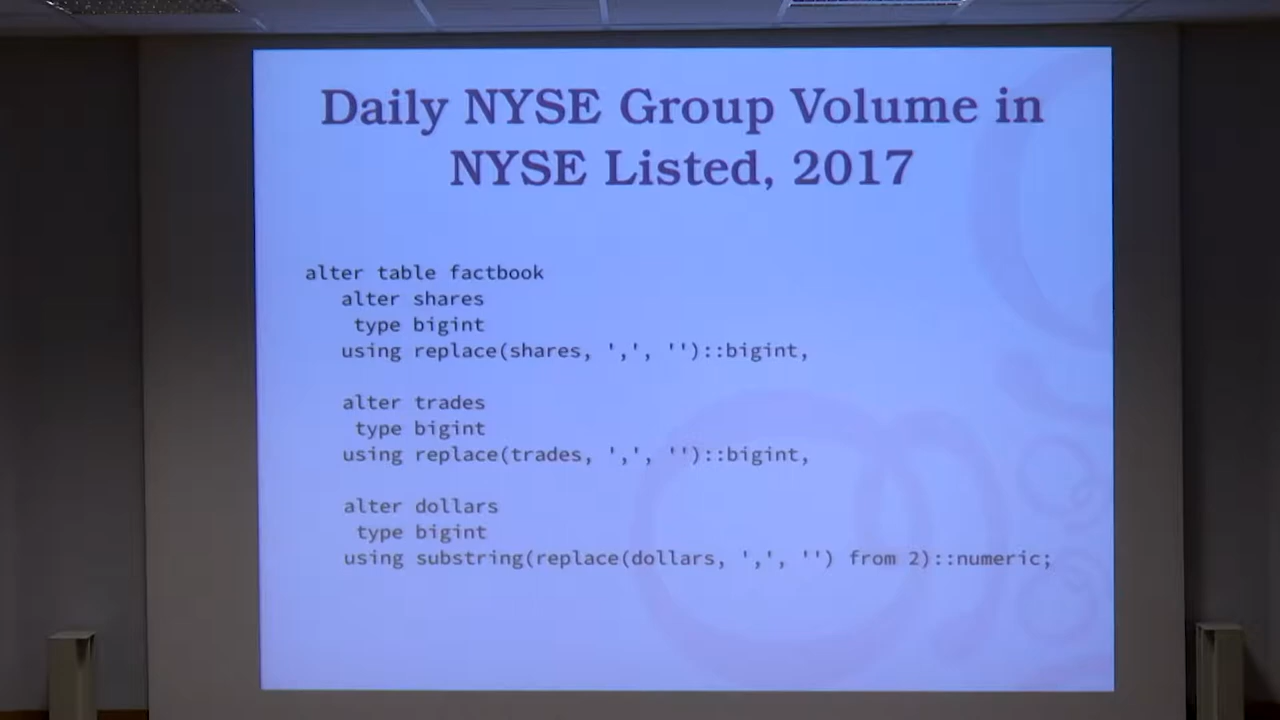 Daily NYSE Group Volume in
NYSE Listed, 2017
alter table factbook
alter shares
type bigint
using replace(shares, ',', '')::bigint,
alter trades
type bigint
using replace(trades, ',', '')::bigint,
alter dollars
type bigint
using substring(replace(dollars, ',', '') from 2)::numeric;